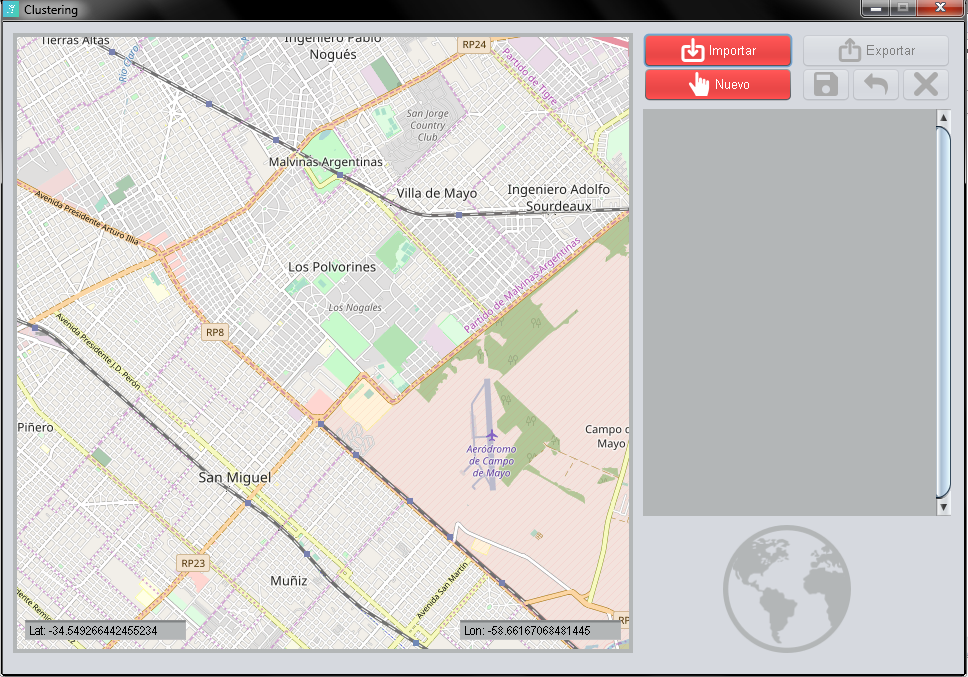 Clustering
Tierras Altas
Río Claro
Ingeniero Pablo
Nogués
RP24
Partido de Tigre
San Jorge
Country
Club
Malvinas Argentinas
Villa de Mayo
Ingeniero Adolfo
Sourdeaux
Avenida Presidente Arturo Illia
Los Polvorines
Partido de Malvinas Argentinas
Los Nogales
RP8
Avenida Presidente J.D. Perón
Piñero
Campo d
Mayo
Aeródromo
de Campo
de Mayo
San Miguel
RP23
Muñiz
Avenida San Martín
Lat: -34.549266442455234
Lon: -58.66167068481445
Importar
Exportar
Nuevo